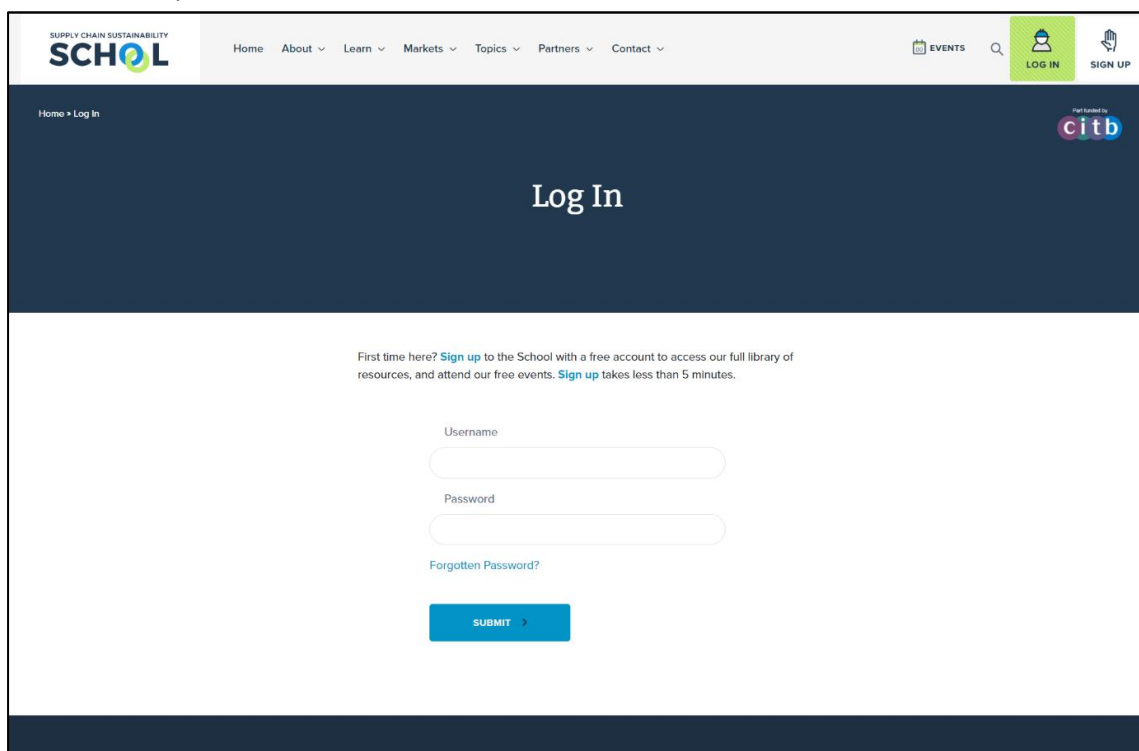 SUPPLY CHAIN SUSTAINABILITY
SCHOOL
Home About Learn Markets Topics Partners Contact
EVENTS
LOG IN
SIGN UP
Home » Log In
Part funded by
citb
Log In
First time here? Sign up to the School with a free account to access our full library of
resources, and attend our free events. Sign up takes less than 5 minutes.
Username
Password
Forgotten Password?
SUBMIT